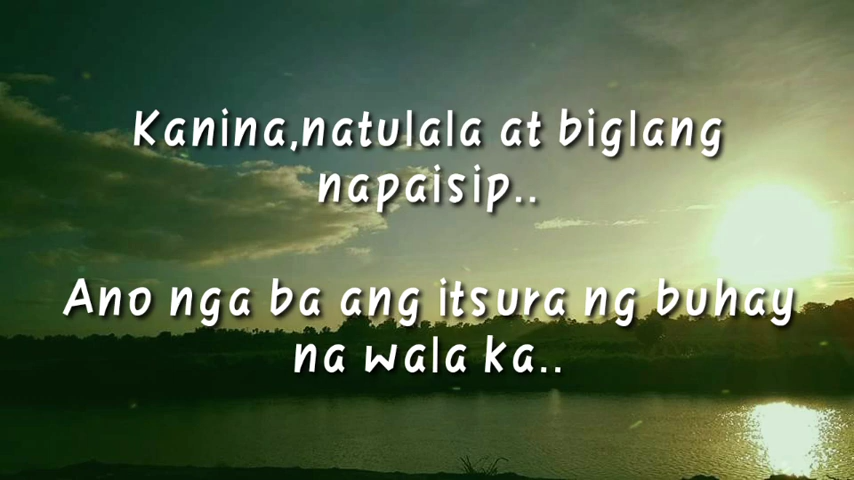 Kanina,natulala at biglang
napaisip..
Ano nga ba ang itsura ng buhay
na wala ka..